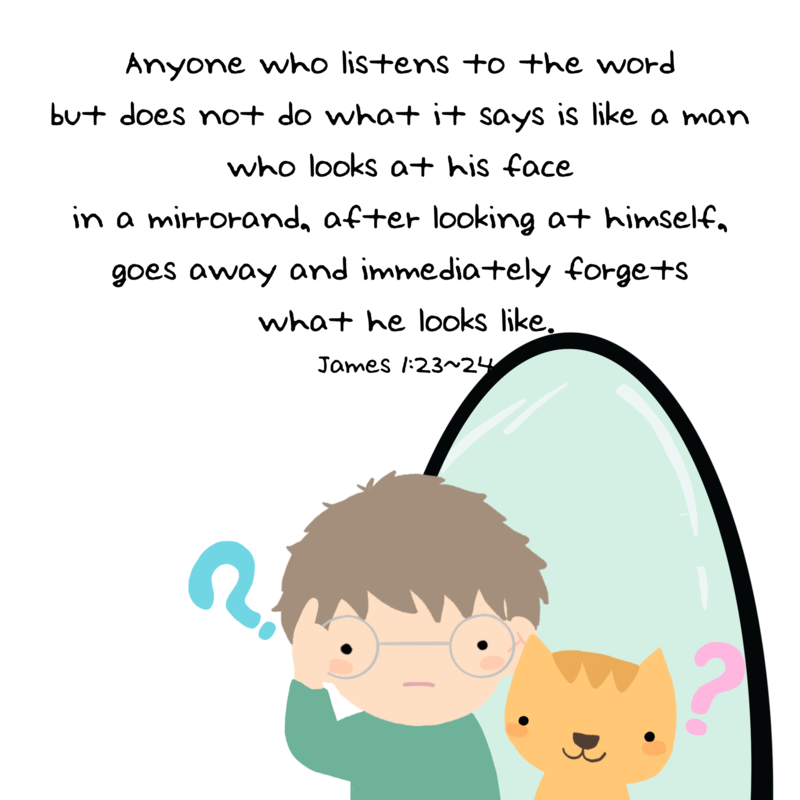 Anyone who listens to the word
but does not do what it says is like a man
who looks at his face
in a mirrorand, after looking at himself,
goes away and immediately forgets
what he looks like.
James 1:23~24
?
?